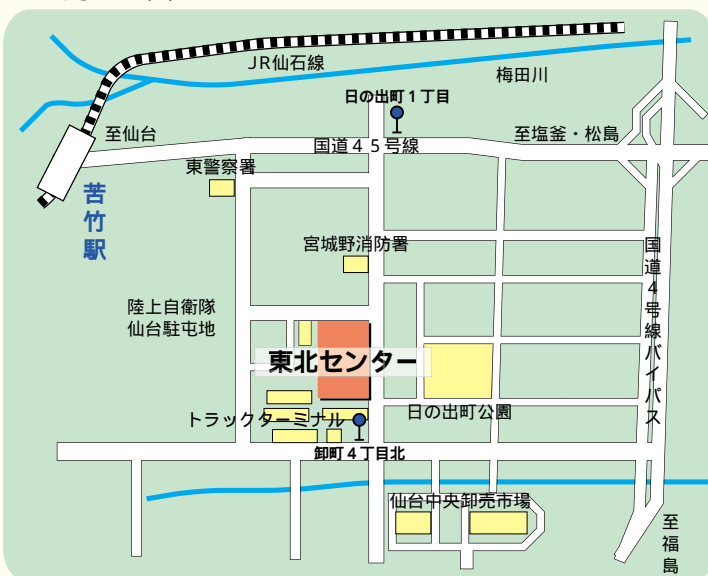 JR仙石線
梅田川
日の出町１丁目
至仙台
至塩釜・松島
国道４５号線
東警察署
苦竹駅
宮城野消防署
国道４号線バイパス
陸上自衛隊
仙台駐屯地
東北センター
日の出町公園
トラックターミナル
卸町４丁目北
仙台中央卸売市場
至福島